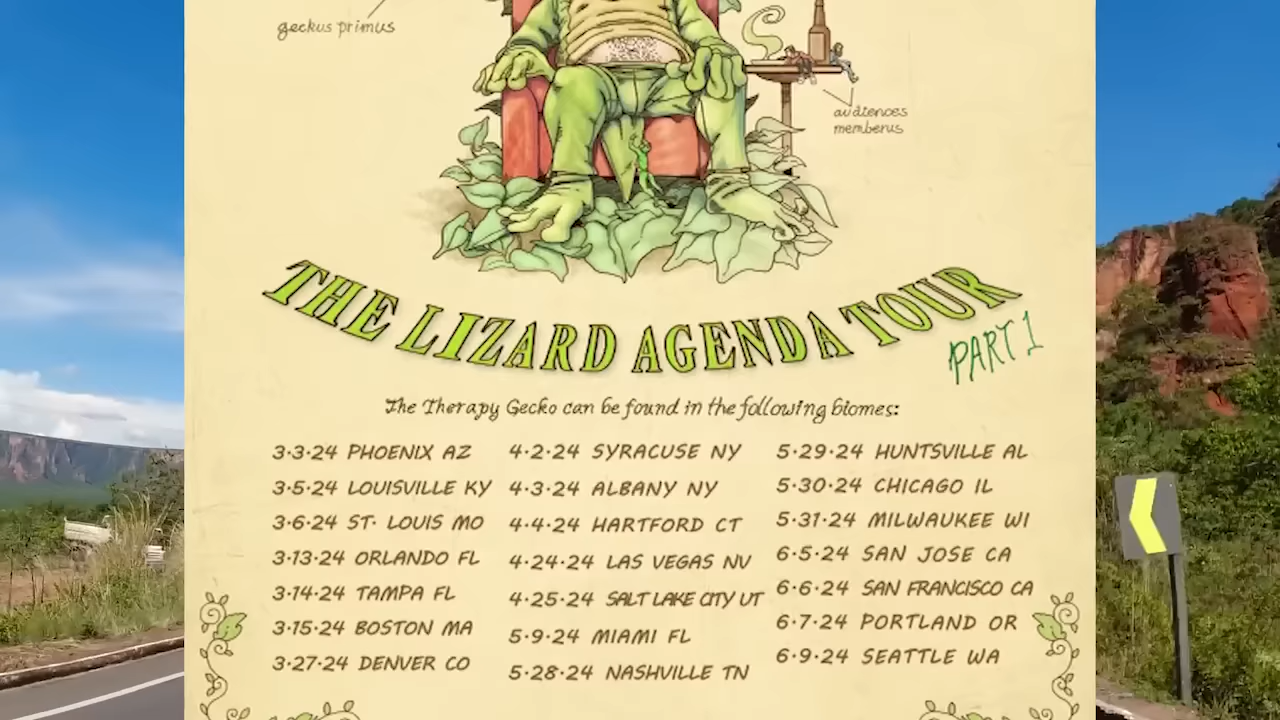 geckus primus
audiences
memberus
THE LIZARD AGENDA TOUR
PART 1
The Therapy Gecko can be found in the following biomes:
3·3·24 PHOENIX AZ
3·5·24 LOUISVILLE KY
3·6·24 ST. LOUIS MO
3·13·24 ORLANDO FL
3·14·24 TAMPA FL
3·15·24 BOSTON MA
3·27·24 DENVER CO
4·2·24 SYRACUSE NY
4·3·24 ALBANY NY
4·4·24 HARTFORD CT
4·24·24 LAS VEGAS NV
4·25·24 SALT LAKE CITY UT
5·9·24 MIAMI FL
5·28·24 NASHVILLE TN
5·29·24 HUNTSVILLE AL
5·30·24 CHICAGO IL
5·31·24 MILWAUKEE WI
6·5·24 SAN JOSE CA
6·6·24 SAN FRANCISCO CA
6·7·24 PORTLAND OR
6·9·24 SEATTLE WA